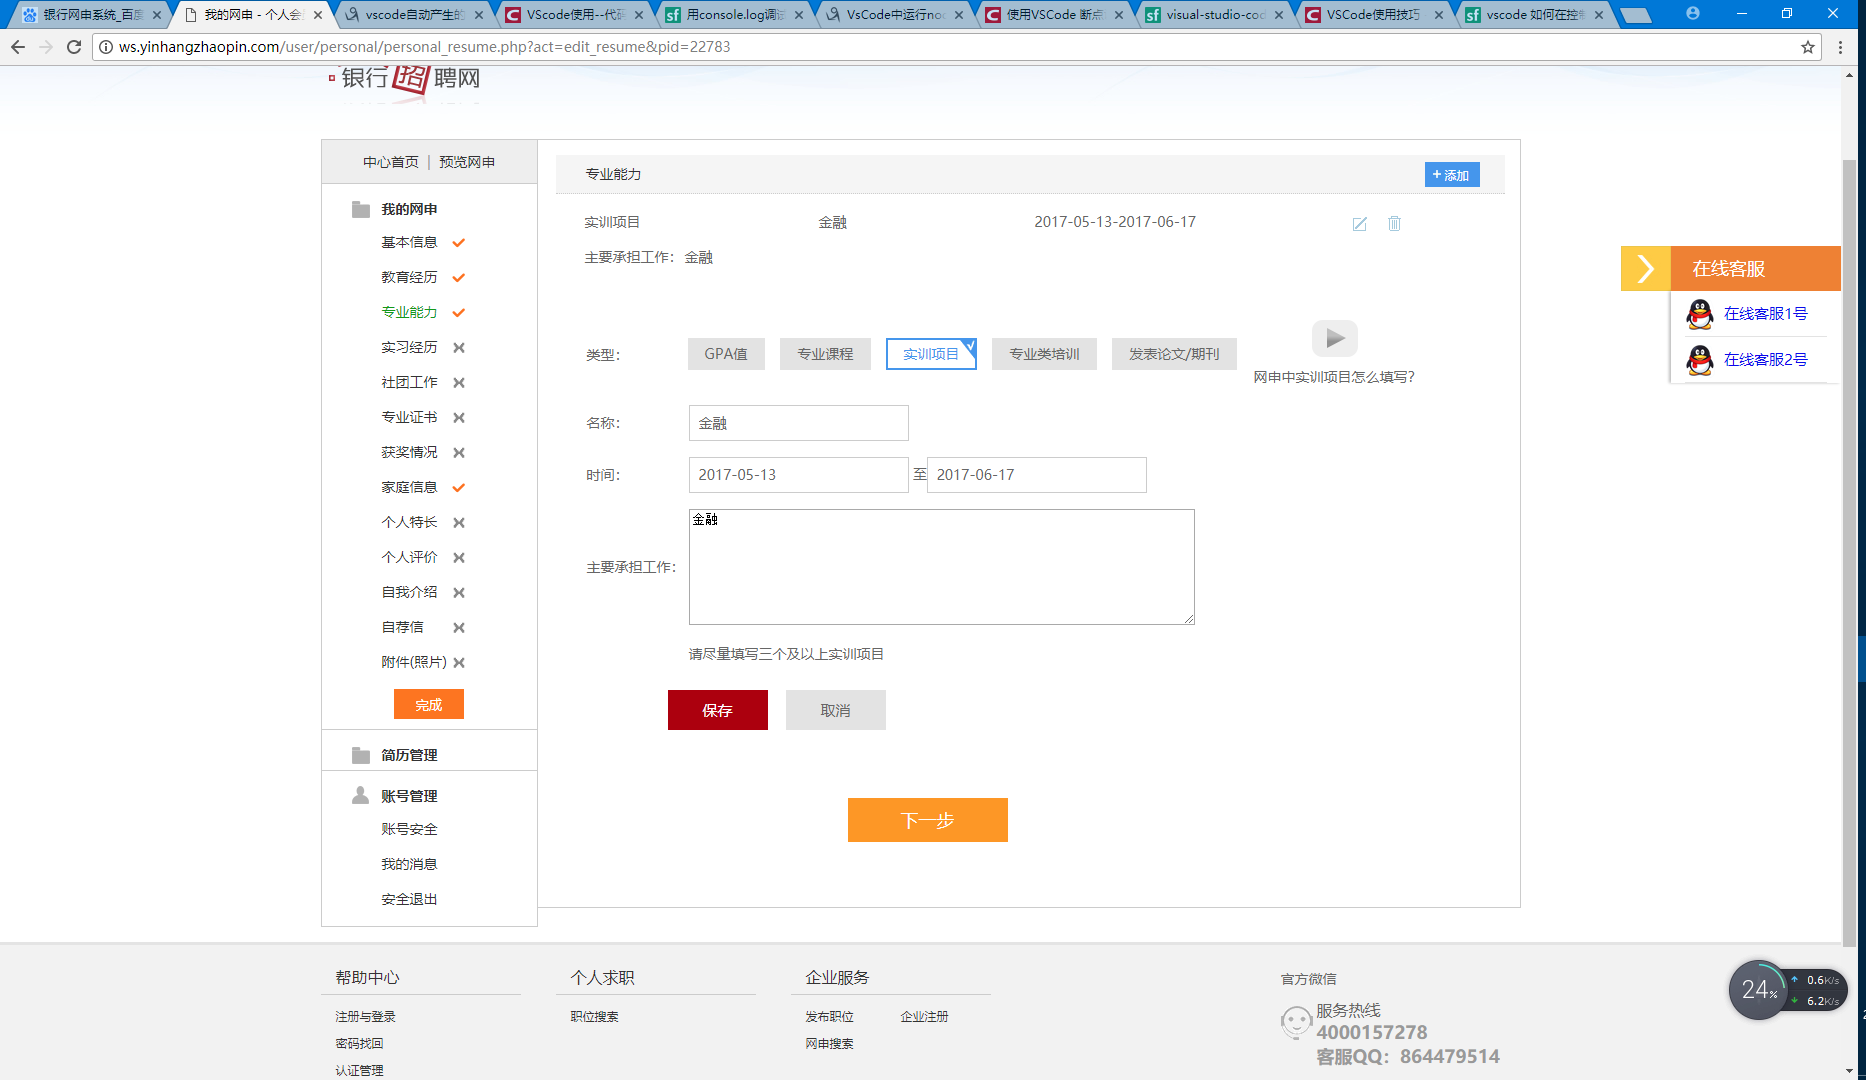 银行网申系统_百度
我的网申 - 个人会
vscode自动产生的
VScode使用--代码
用console.log调试
VsCode中运行no
使用VSCode 断点
visual-studio-cod
VSCode使用技巧
vscode 如何在控制
ws.yinhangzhaopin.com/user/personal/personal_resume.php?act=edit_resume&pid=22783
银行招聘网
中心首页 | 预览网申
我的网申
基本信息
教育经历
专业能力
实习经历
社团工作
专业证书
获奖情况
家庭信息
个人特长
个人评价
自我介绍
自荐信
附件(照片)
完成
简历管理
账号管理
账号安全
我的消息
安全退出
专业能力
+ 添加
实训项目 金融 2017-05-13-2017-06-17
主要承担工作: 金融
类型: GPA值 专业课程 实训项目 专业类培训 发表论文/期刊
网申中实训项目怎么填写?
名称: 金融
时间: 2017-05-13 至 2017-06-17
主要承担工作: 金融
请尽量填写三个及以上实训项目
保存 取消
下一步
在线客服
在线客服1号
在线客服2号
帮助中心
注册与登录
密码找回
认证管理
个人求职
职位搜索
企业服务
发布职位 企业注册
网申搜索
官方微信
服务热线
4000157278
客服QQ: 864479514
24%
0.6K/s
6.2K/s